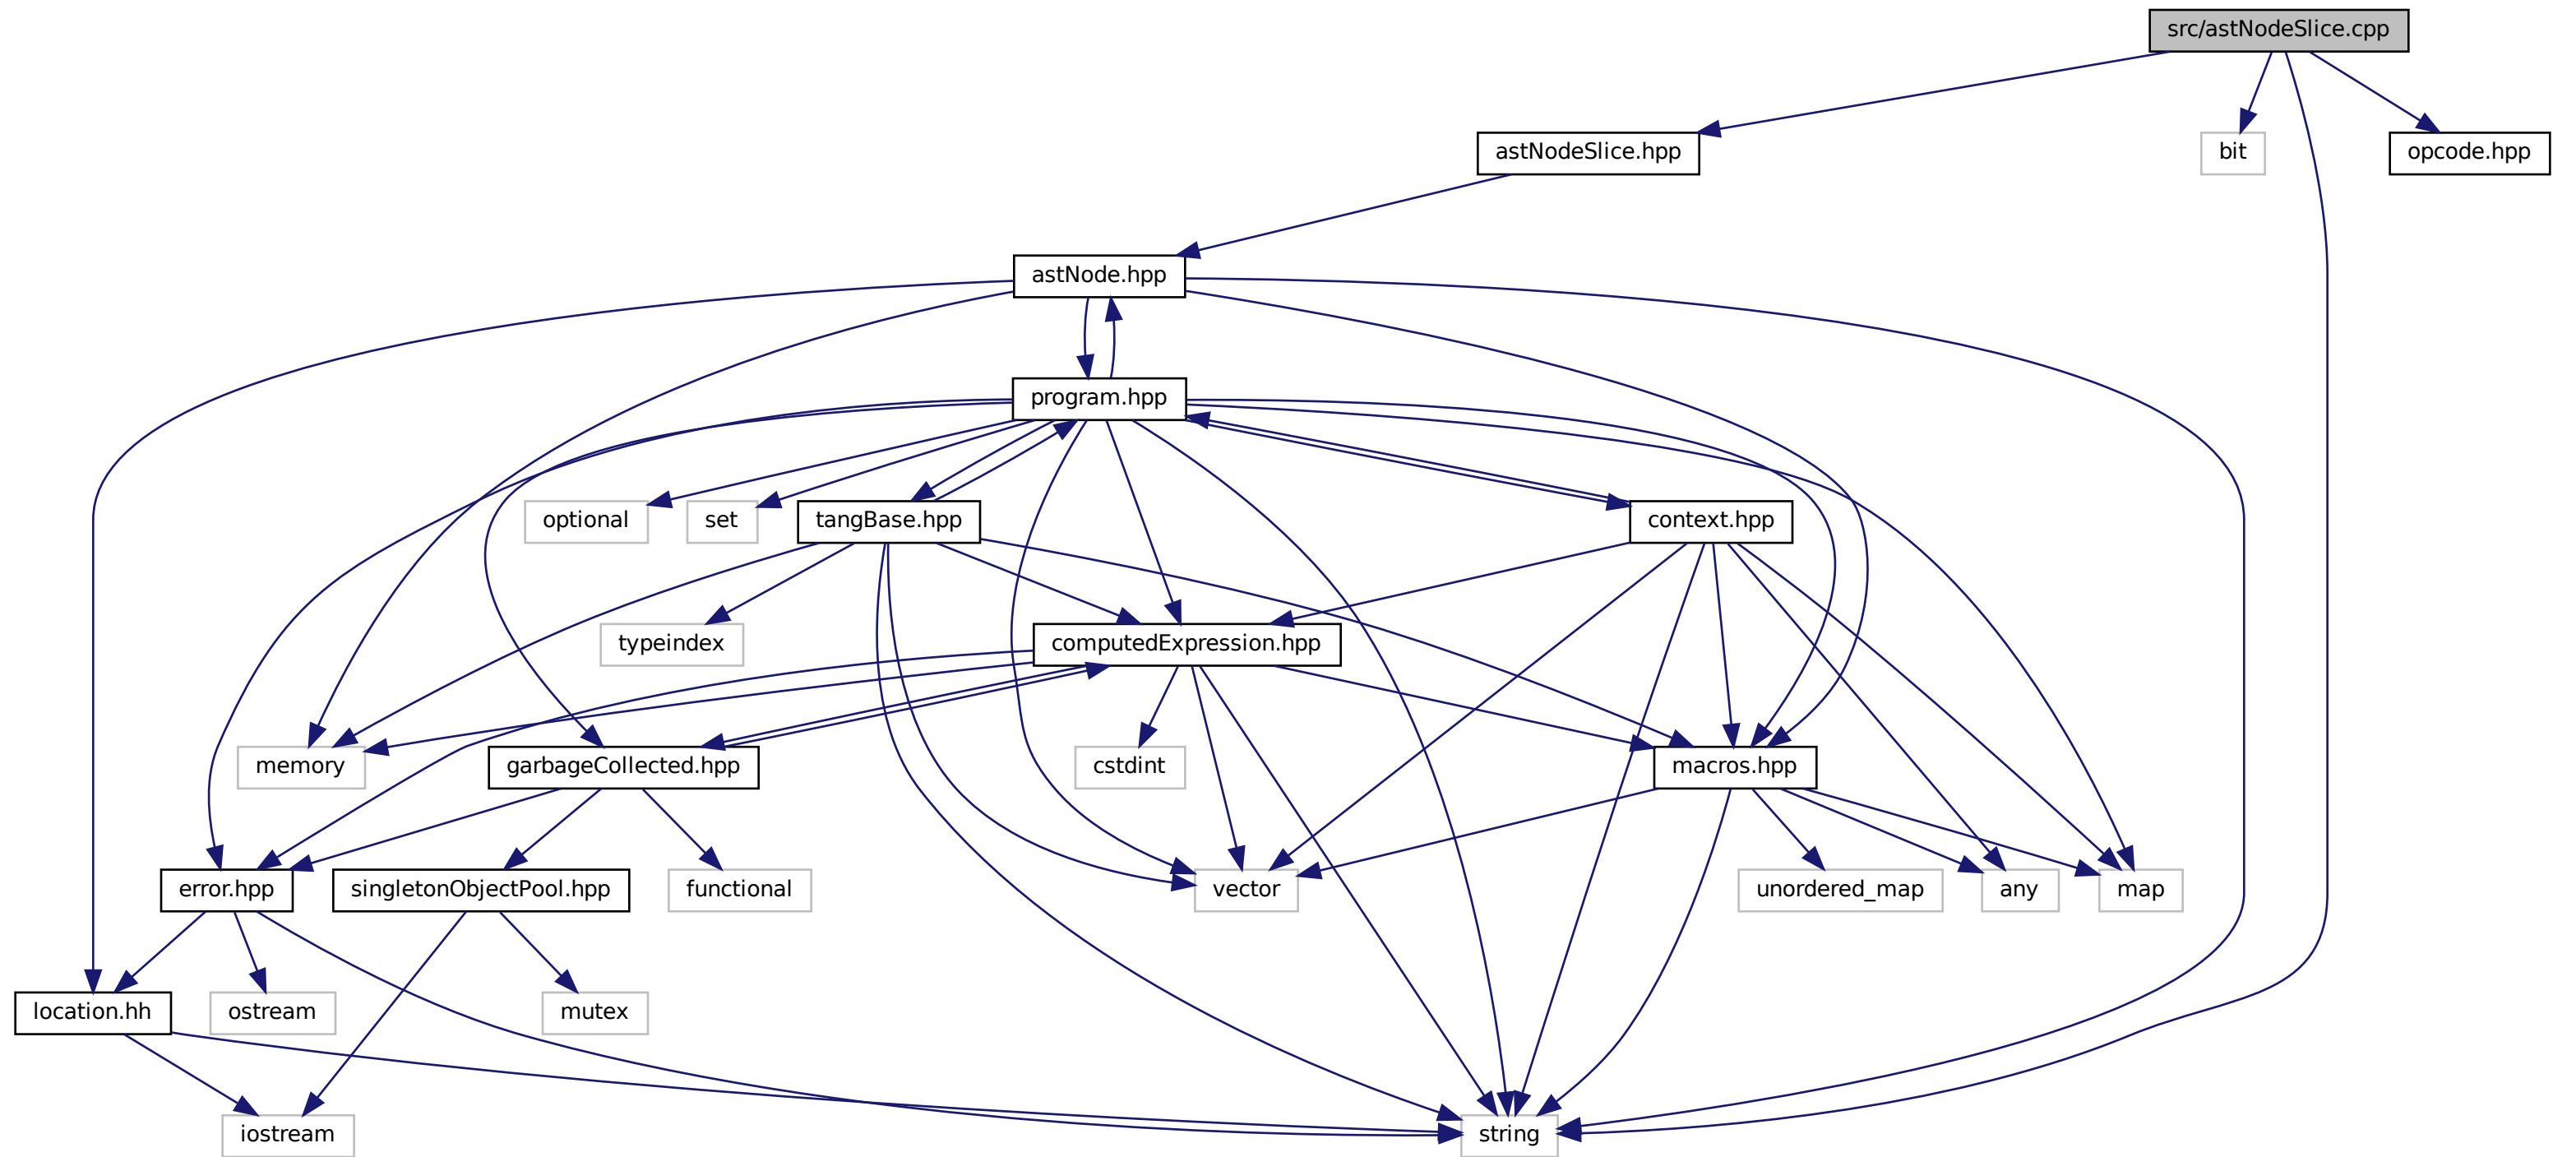 src/astNodeSlice.cpp
astNodeSlice.hpp
bit
opcode.hpp
astNode.hpp
program.hpp
optional
set
tangBase.hpp
context.hpp
typeindex
computedExpression.hpp
memory
garbageCollected.hpp
cstdint
macros.hpp
error.hpp
singletonObjectPool.hpp
functional
vector
unordered_map
any
map
location.hh
ostream
mutex
iostream
string